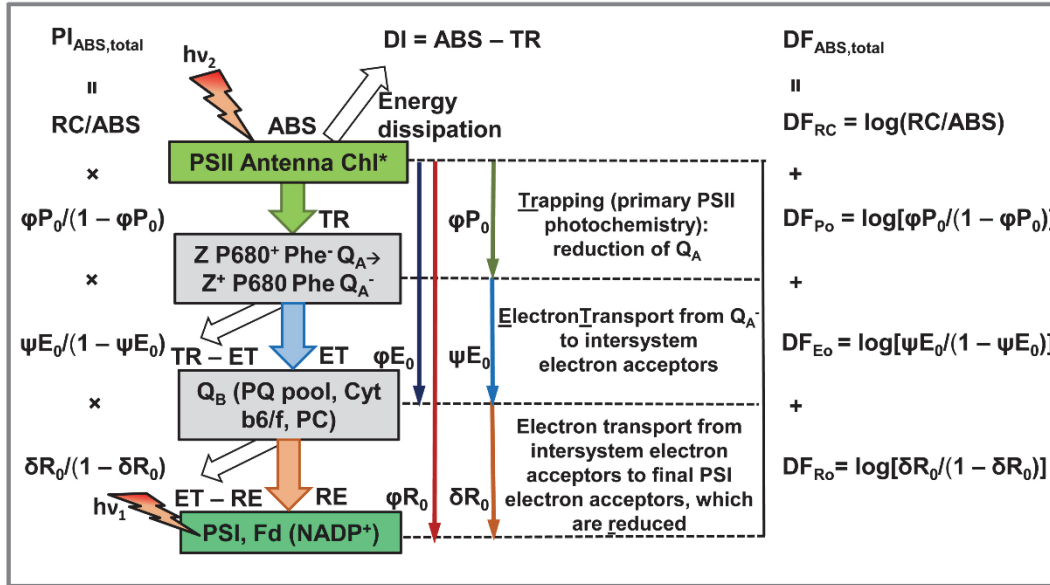 PI_ABS,total
=
RC/ABS
×
φP₀/(1 – φP₀)
×
ψE₀/(1 – ψE₀)
×
δR₀/(1 – δR₀)
hν₂
DI = ABS – TR
Energy
dissipation
ABS
PSII Antenna Chl*
TR
Z P680⁺ Phe⁻ Q_A→
Z⁺ P680 Phe Q_A⁻
TR – ET
ET
Q_B (PQ pool, Cyt
b6/f, PC)
ET – RE
RE
hν₁
PSI, Fd (NADP⁺)
φE₀
φR₀
φP₀
ψE₀
δR₀
Trapping (primary PSII
photochemistry):
reduction of Q_A
ElectronTransport from Q_A⁻
to intersystem
electron acceptors
Electron transport from
intersystem electron
acceptors to final PSI
electron acceptors, which
are reduced
DF_ABS,total
=
DF_RC = log(RC/ABS)
+
DF_Po = log[φP₀/(1 – φP₀)]
+
DF_Eo = log[ψE₀/(1 – ψE₀)]
+
DF_Ro= log[δR₀/(1 – δR₀)]